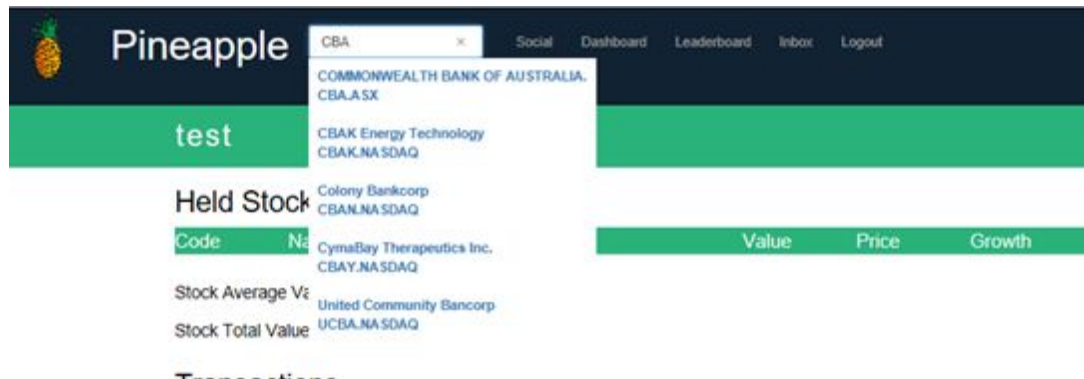 Pineapple
CBA × Social Dashboard Leaderboard Inbox Logout
COMMONWEALTH BANK OF AUSTRALIA.
CBA.ASX
test
CBAK Energy Technology
CBAK.NASDAQ
Colony Bankcorp
CBAN.NASDAQ
Held Stock
Code Na Value Price Growth
CymaBay Therapeutics Inc.
CBAY.NASDAQ
Stock Average Va
United Community Bancorp
UCBA.NASDAQ
Stock Total Value
Transactions